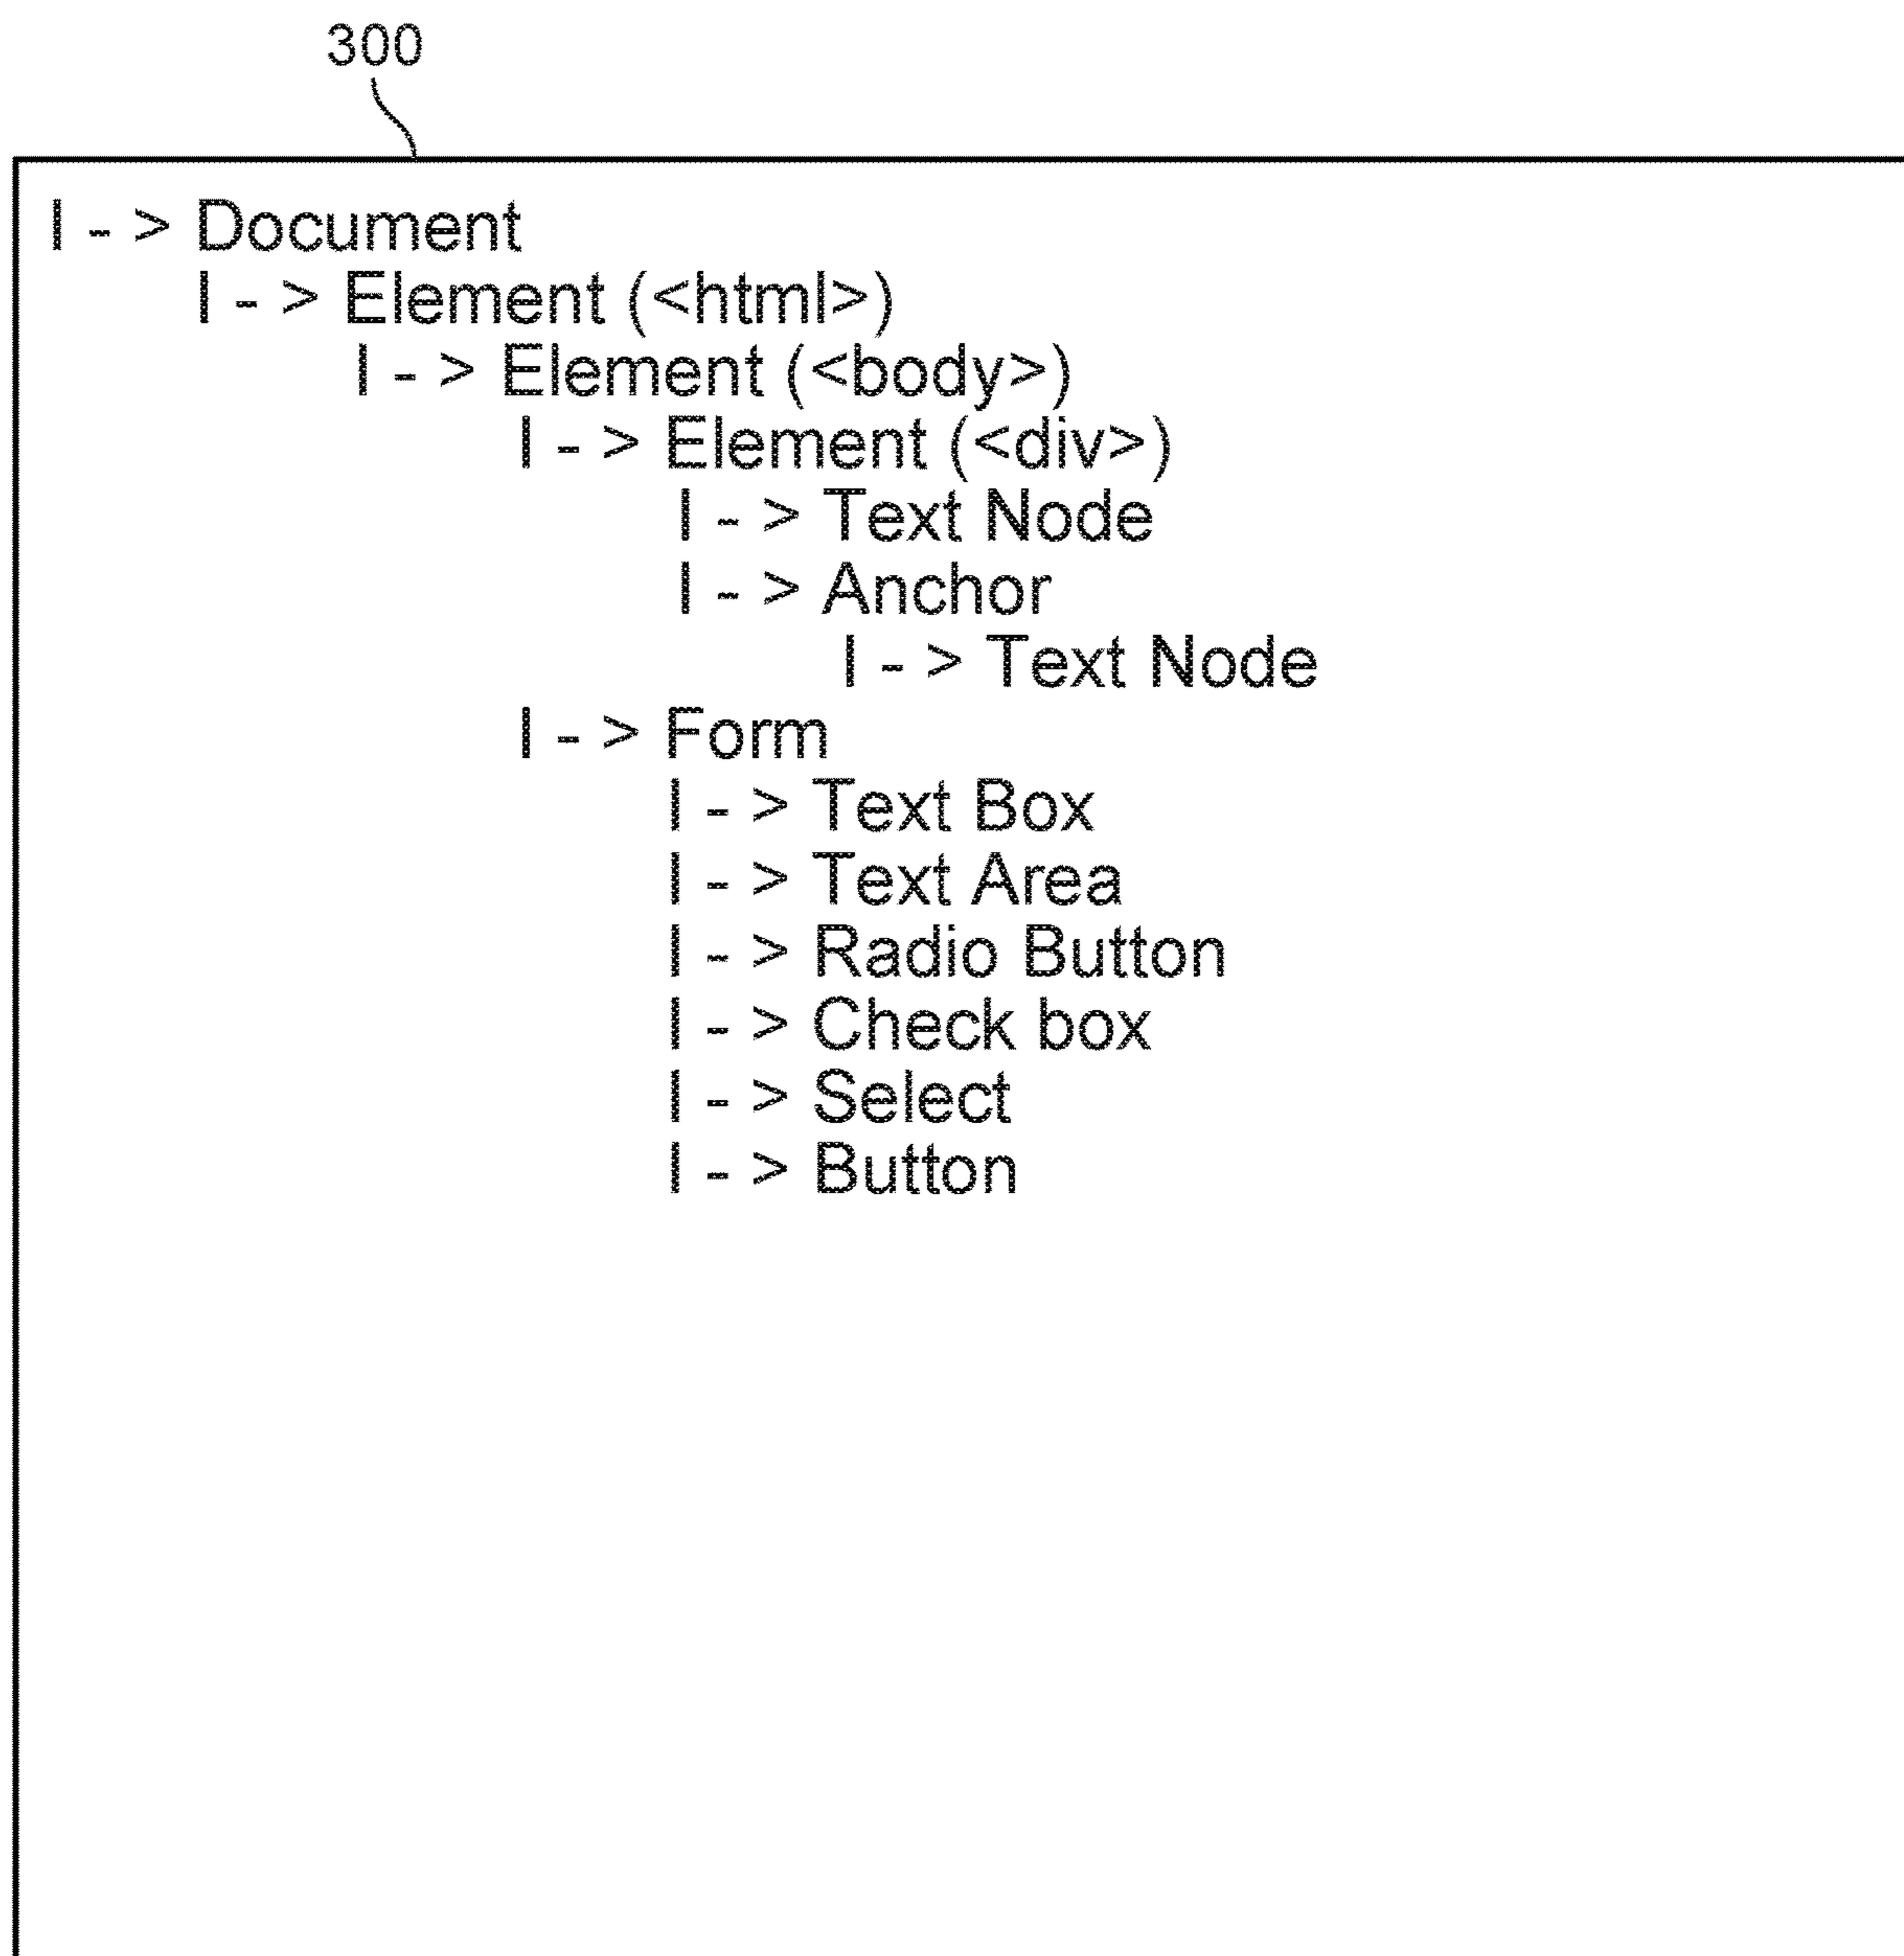 300
I - > Document
I - > Element (<html>)
I - > Element (<body>)
I - > Element (<div>)
I - > Text Node
I - > Anchor
I - > Text Node
I - > Form
I - > Text Box
I - > Text Area
I - > Radio Button
I - > Check box
I - > Select
I - > Button